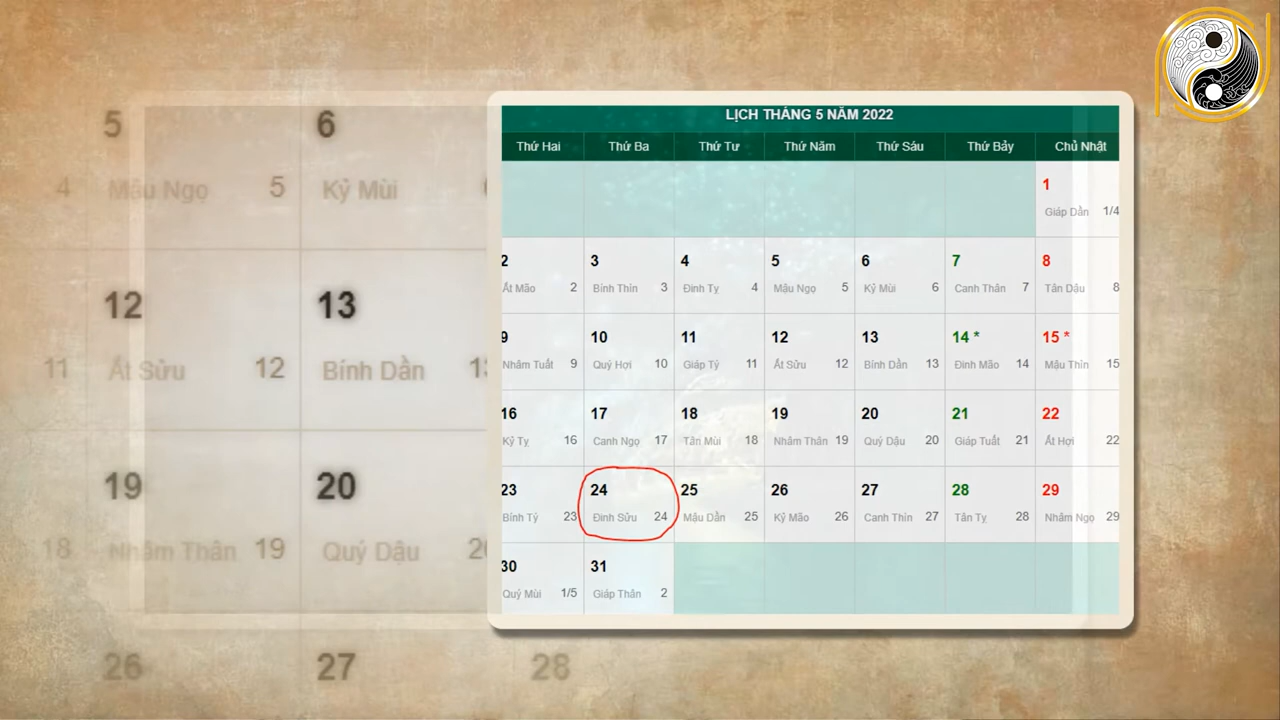 LỊCH THÁNG 5 NĂM 2022
Thứ Hai Thứ Ba Thứ Tư Thứ Năm Thứ Sáu Thứ Bảy Chủ Nhật
1
Giáp Dần 1/4
2 3 4 5 6 7 8
Ất Mão 2 Bính Thìn 3 Đinh Tỵ 4 Mậu Ngọ 5 Kỷ Mùi 6 Canh Thân 7 Tân Dậu 8
9 10 11 12 13 14 * 15 *
Nhâm Tuất 9 Quý Hợi 10 Giáp Tý 11 Ất Sửu 12 Bính Dần 13 Đinh Mão 14 Mậu Thìn 15
16 17 18 19 20 21 22
Kỷ Tỵ 16 Canh Ngọ 17 Tân Mùi 18 Nhâm Thân 19 Quý Dậu 20 Giáp Tuất 21 Ất Hợi 22
23 24 25 26 27 28 29
Bính Tý 23 Đinh Sửu 24 Mậu Dần 25 Kỷ Mão 26 Canh Thìn 27 Tân Tỵ 28 Nhâm Ngọ 29
30 31
Quý Mùi 1/5 Giáp Thân 2
5 6
4 Mậu Ngọ 5 Kỷ Mùi
12 13
11 Ất Sửu 12 Bính Dần 13
19 20
18 Nhâm Thân 19 Quý Dậu 20
26 27 28